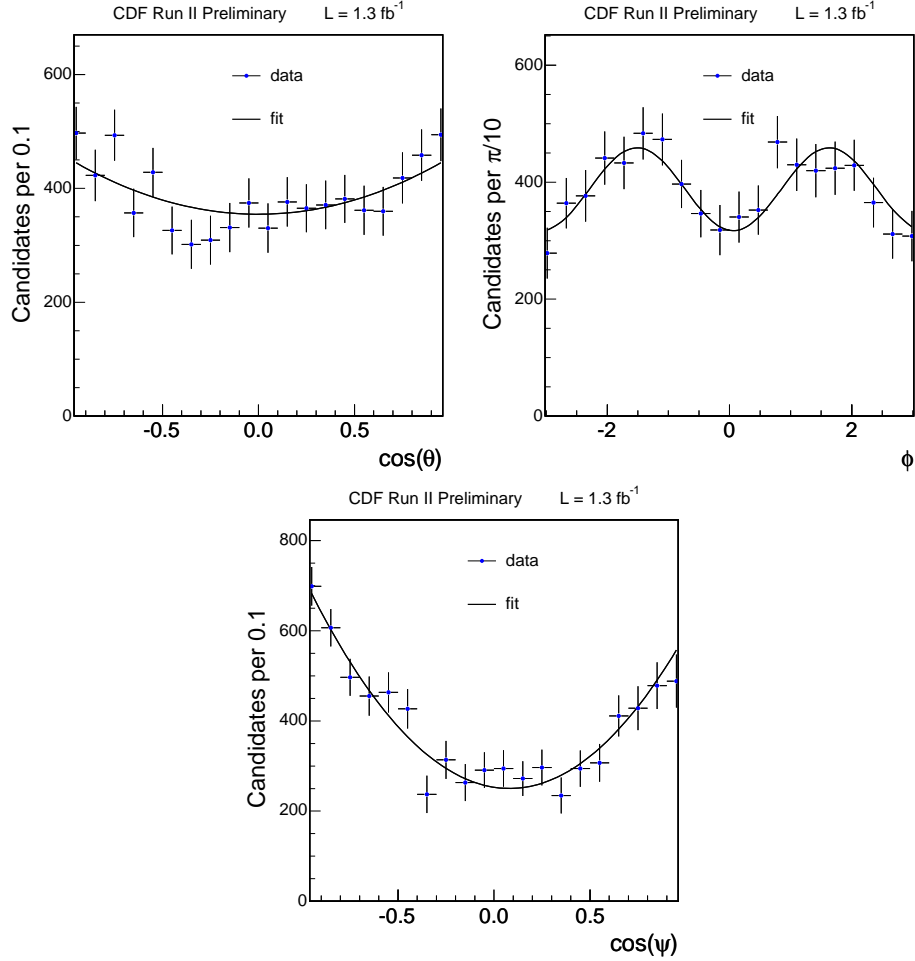 CDF Run II Preliminary L = 1.3 fb⁻¹
data
fit
Candidates per 0.1
600
400
200
0
-0.5 0.0 0.5
cos(θ)
CDF Run II Preliminary L = 1.3 fb⁻¹
data
fit
Candidates per π/10
600
400
200
0
-2 0 2
ϕ
CDF Run II Preliminary L = 1.3 fb⁻¹
data
fit
Candidates per 0.1
800
600
400
200
0
-0.5 0.0 0.5
cos(ψ)